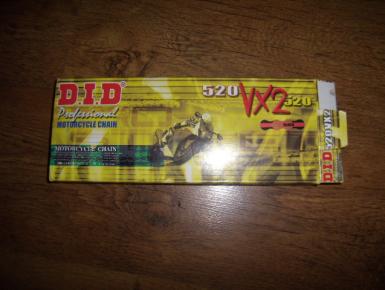 D.I.D®
Professional
MOTORCYCLE CHAIN
520 VX2 520
MOTORCYCLE CHAIN
D.I.D 520VX2